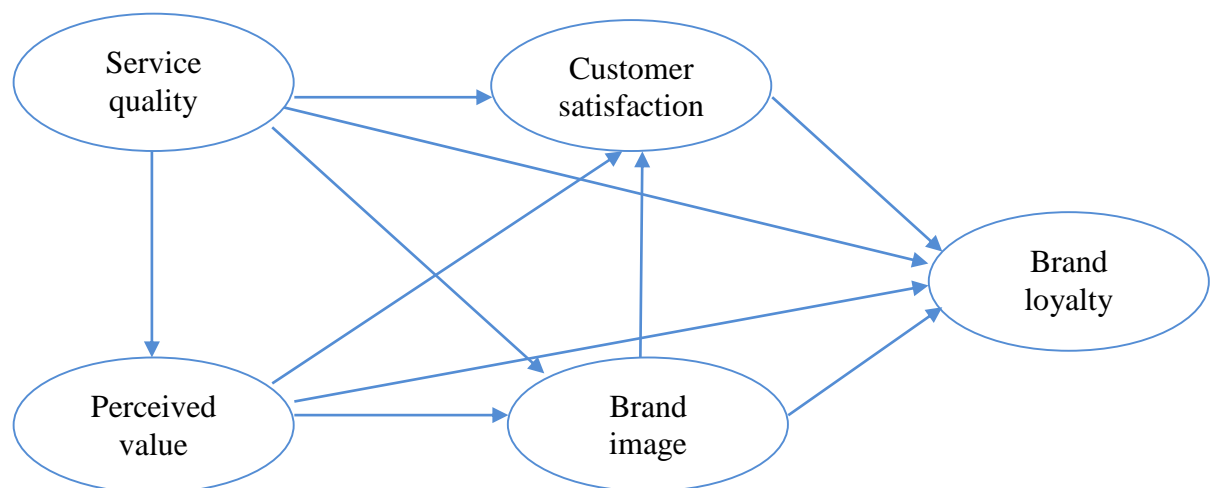 Service
quality
Customer
satisfaction
Brand
loyalty
Perceived
value
Brand
image